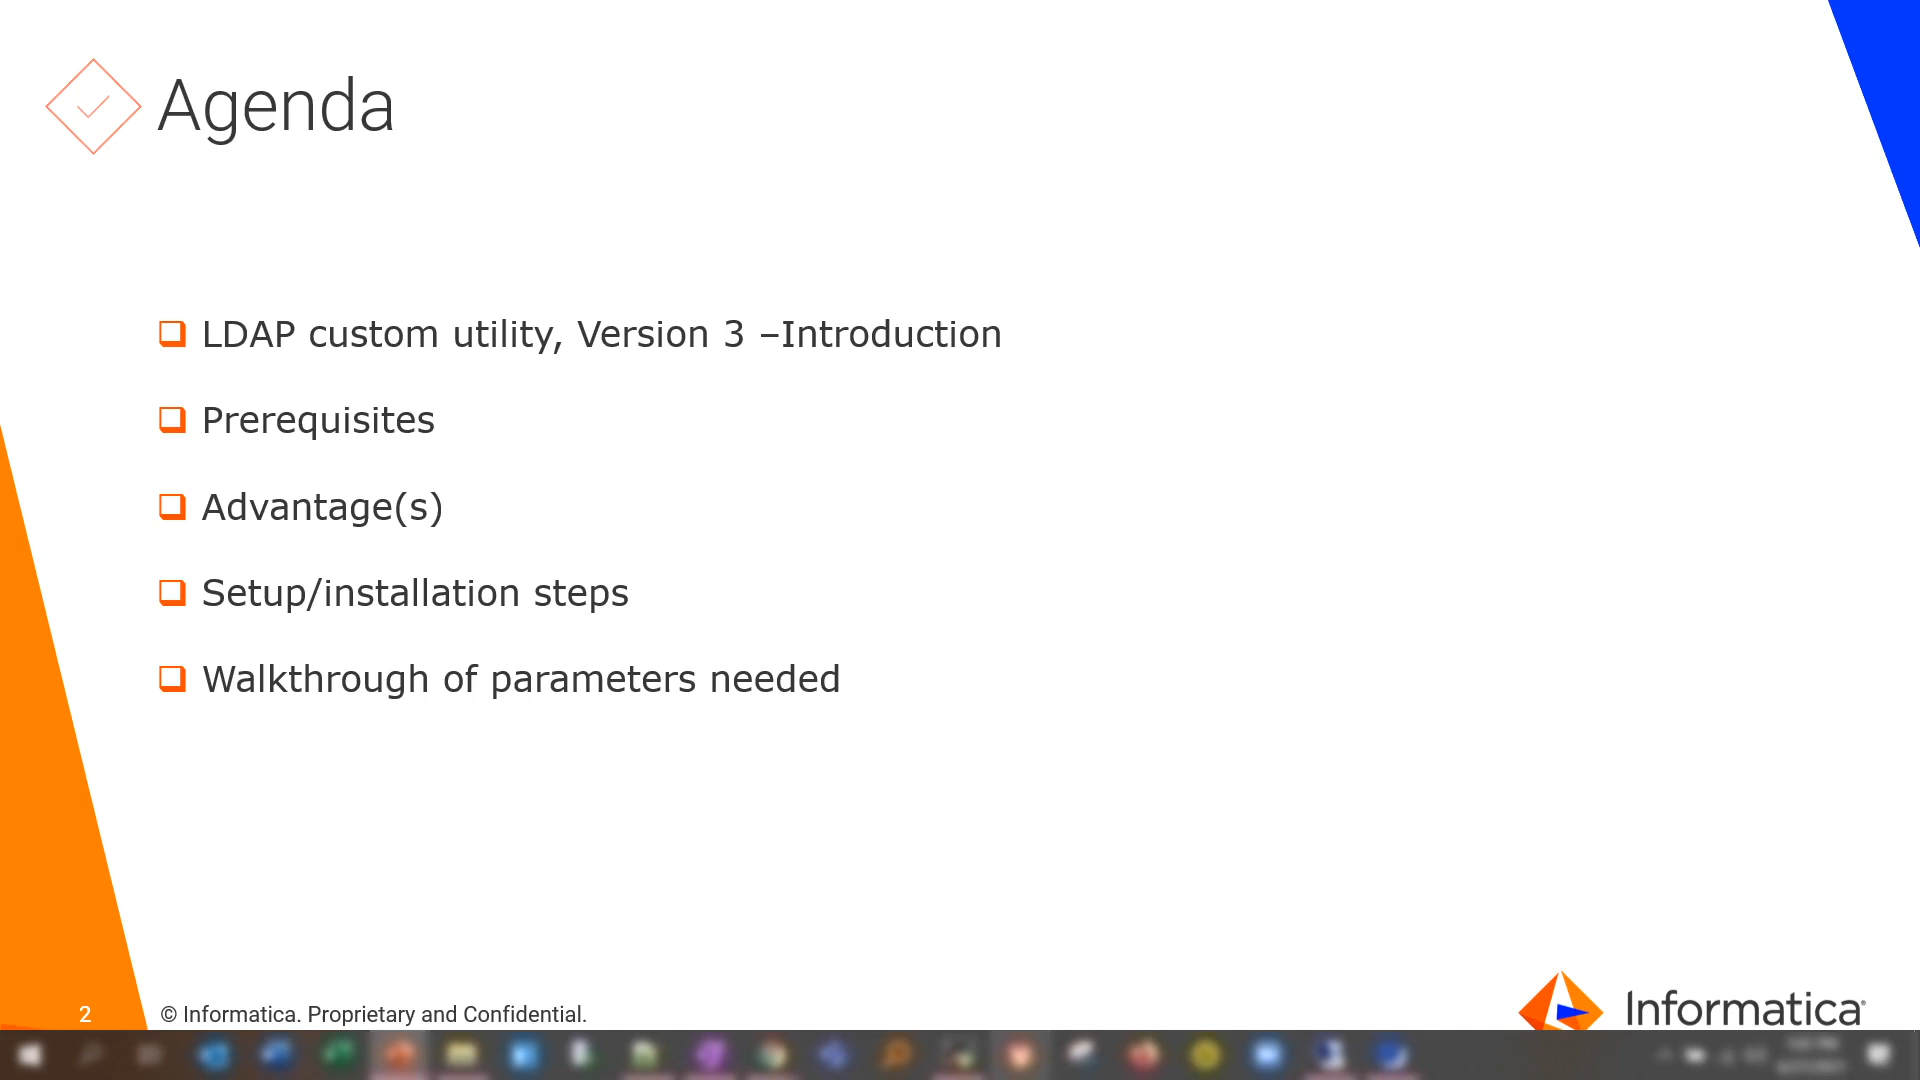 Agenda
LDAP custom utility, Version 3 –Introduction
Prerequisites
Advantage(s)
Setup/installation steps
Walkthrough of parameters needed
2
© Informatica. Proprietary and Confidential.
Informatica